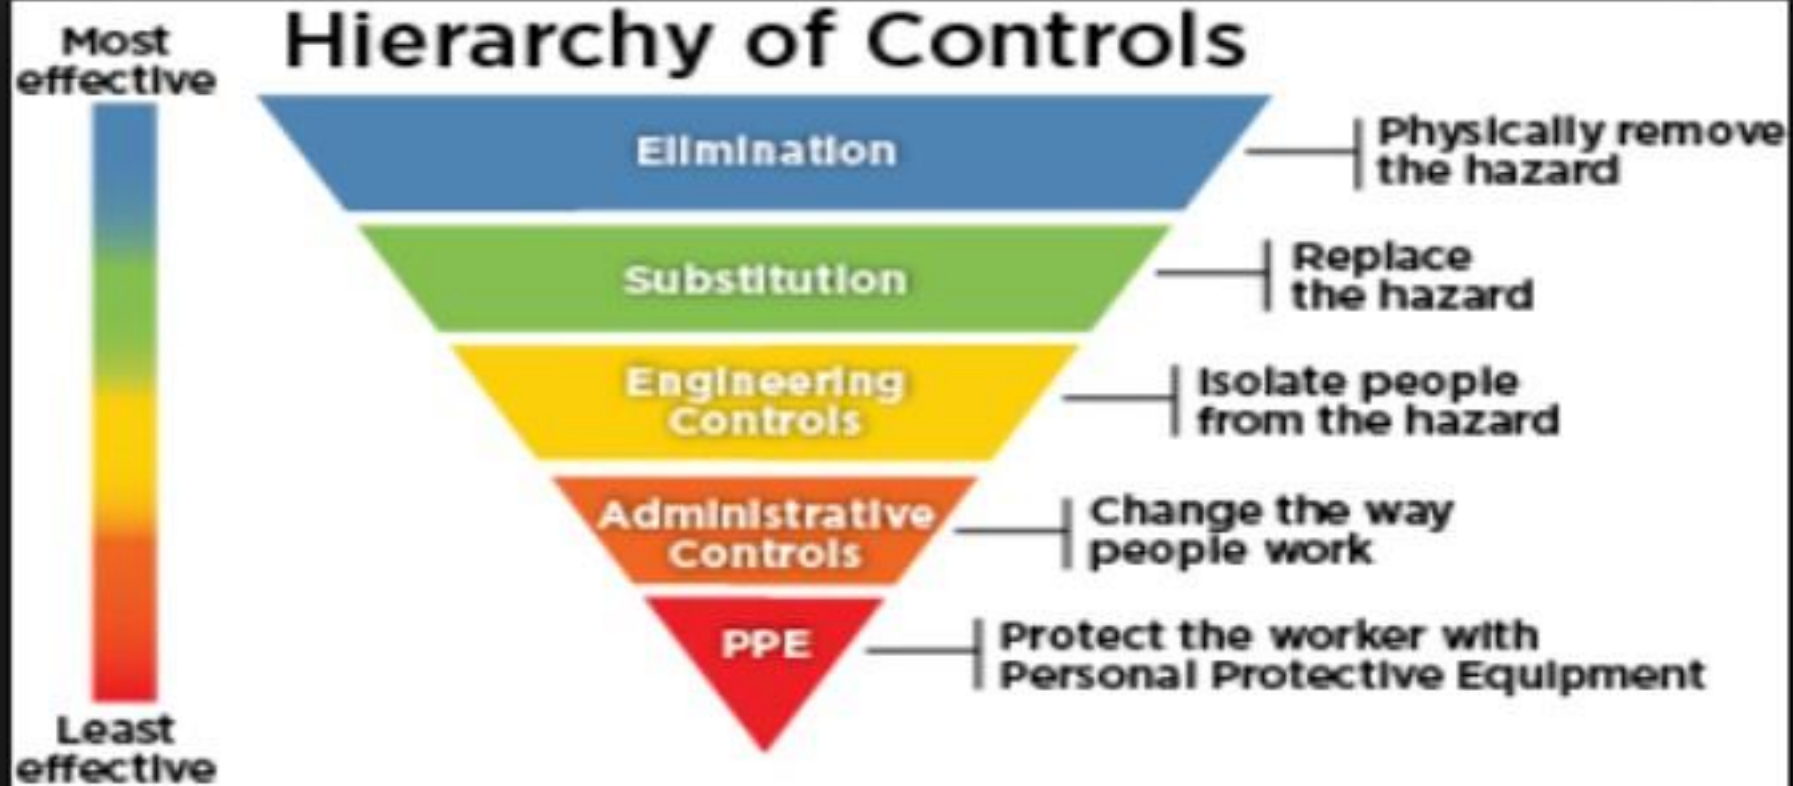 Hierarchy of Controls
Most
effective
Elimination
Physically remove
the hazard
Substitution
Replace
the hazard
Engineering
Controls
Isolate people
from the hazard
Administrative
Controls
Change the way
people work
PPE
Protect the worker with
Personal Protective Equipment
Least
effective